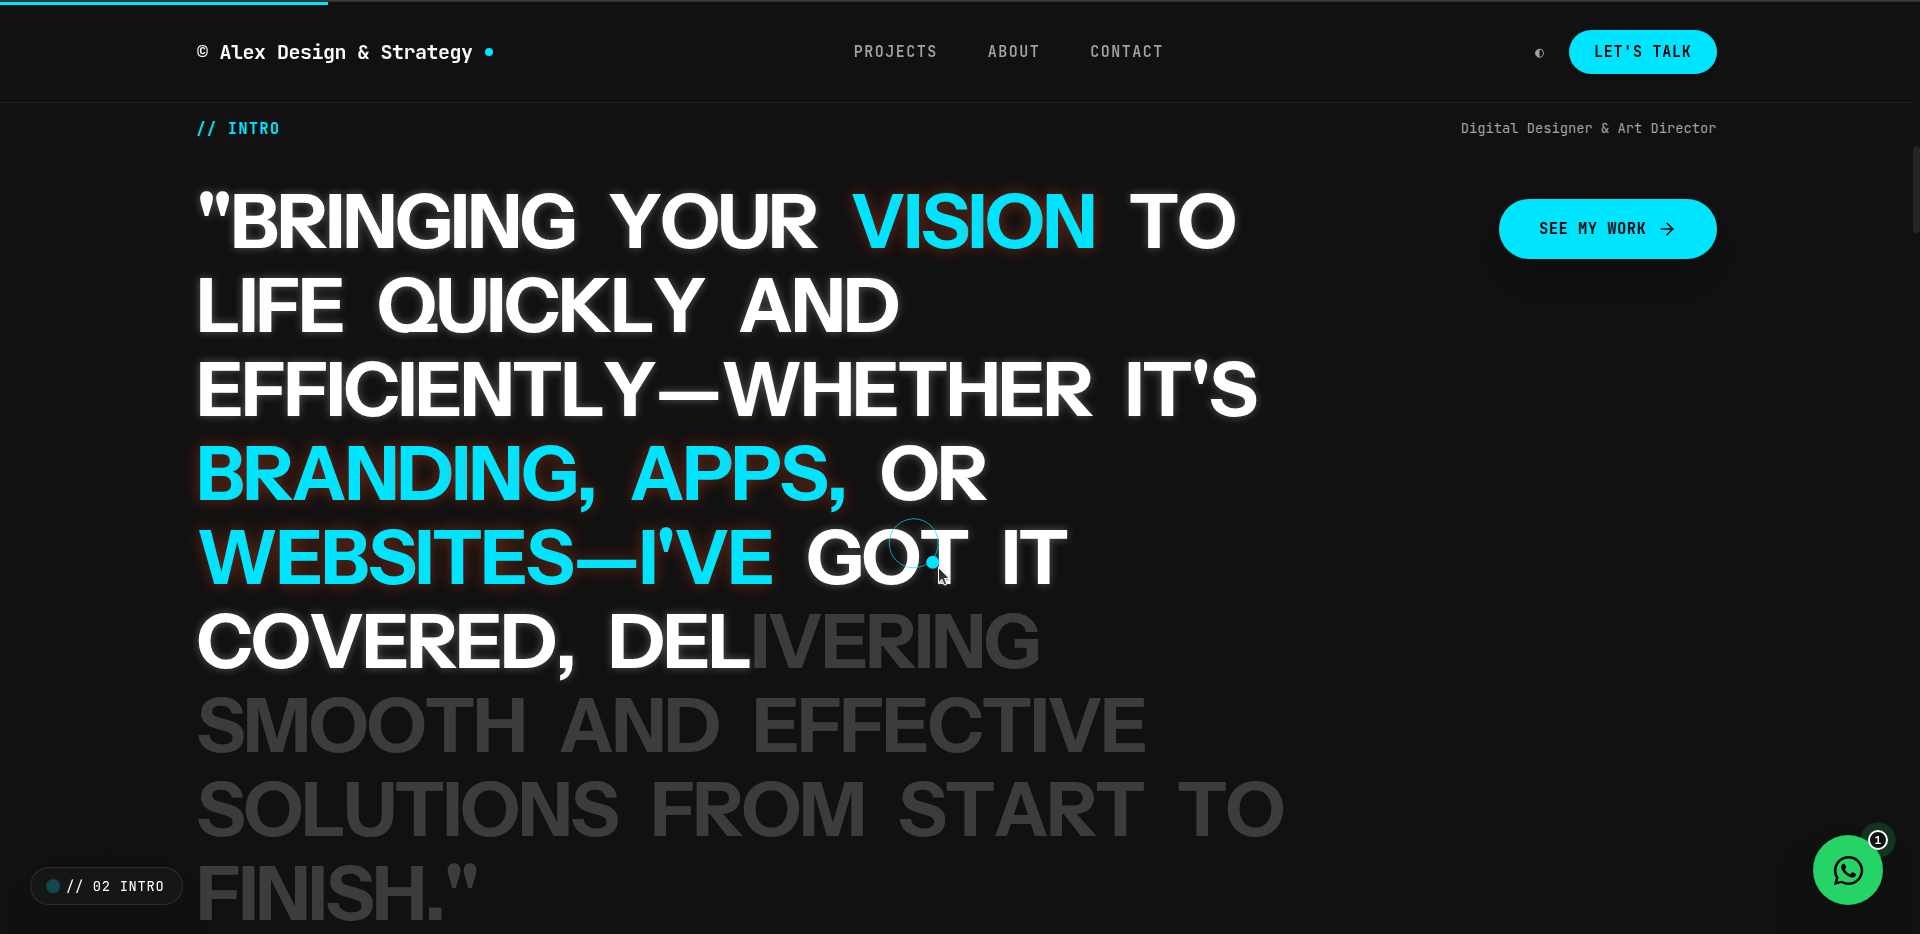 © Alex Design & Strategy
PROJECTS
ABOUT
CONTACT
LET'S TALK
// INTRO
Digital Designer & Art Director
"BRINGING YOUR VISION TO
LIFE QUICKLY AND
EFFICIENTLY—WHETHER IT'S
BRANDING, APPS, OR
WEBSITES—I'VE GOT IT
COVERED, DELIVERING
SMOOTH AND EFFECTIVE
SOLUTIONS FROM START TO
FINISH."
SEE MY WORK →
// 02 INTRO
1